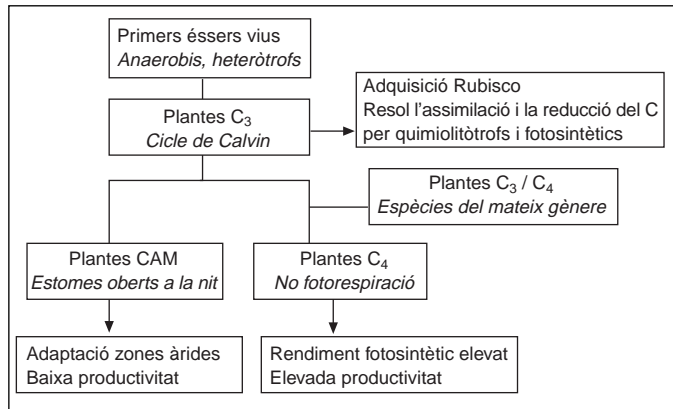 Primers éssers vius
Anaerobis, heteròtrofs
Adquisició Rubisco
Resol l'assimilació i la reducció del C
per quimiolitòtrofs i fotosintètics
Plantes C₃
Cicle de Calvin
Plantes C₃ / C₄
Espècies del mateix gènere
Plantes CAM
Estomes oberts a la nit
Plantes C₄
No fotorespiració
Adaptació zones àrides
Baixa productivitat
Rendiment fotosintètic elevat
Elevada productivitat